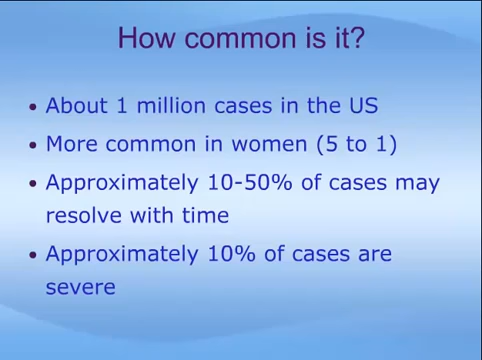 How common is it?
• About 1 million cases in the US
• More common in women (5 to 1)
• Approximately 10-50% of cases may
resolve with time
• Approximately 10% of cases are
severe